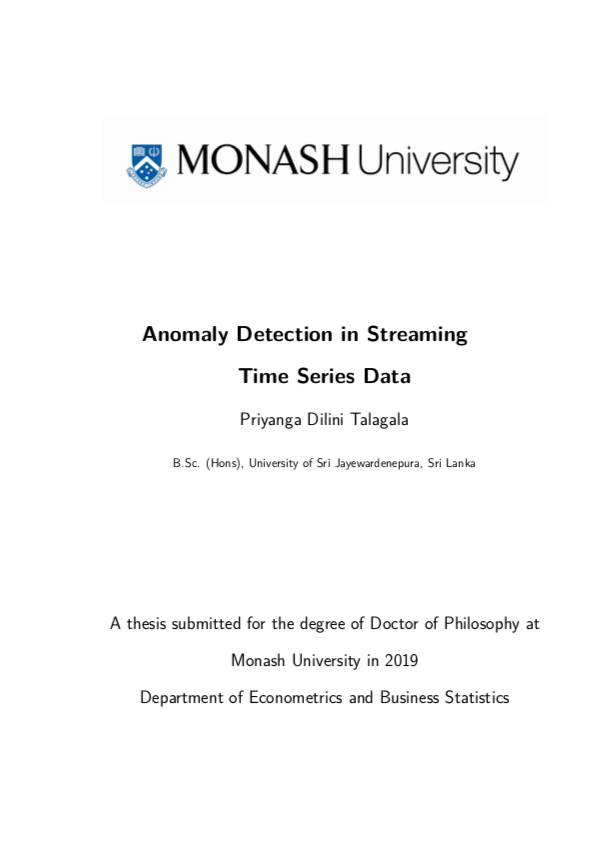 MONASH University
Anomaly Detection in Streaming
Time Series Data
Priyanga Dilini Talagala
B.Sc. (Hons), University of Sri Jayewardenepura, Sri Lanka
A thesis submitted for the degree of Doctor of Philosophy at
Monash University in 2019
Department of Econometrics and Business Statistics